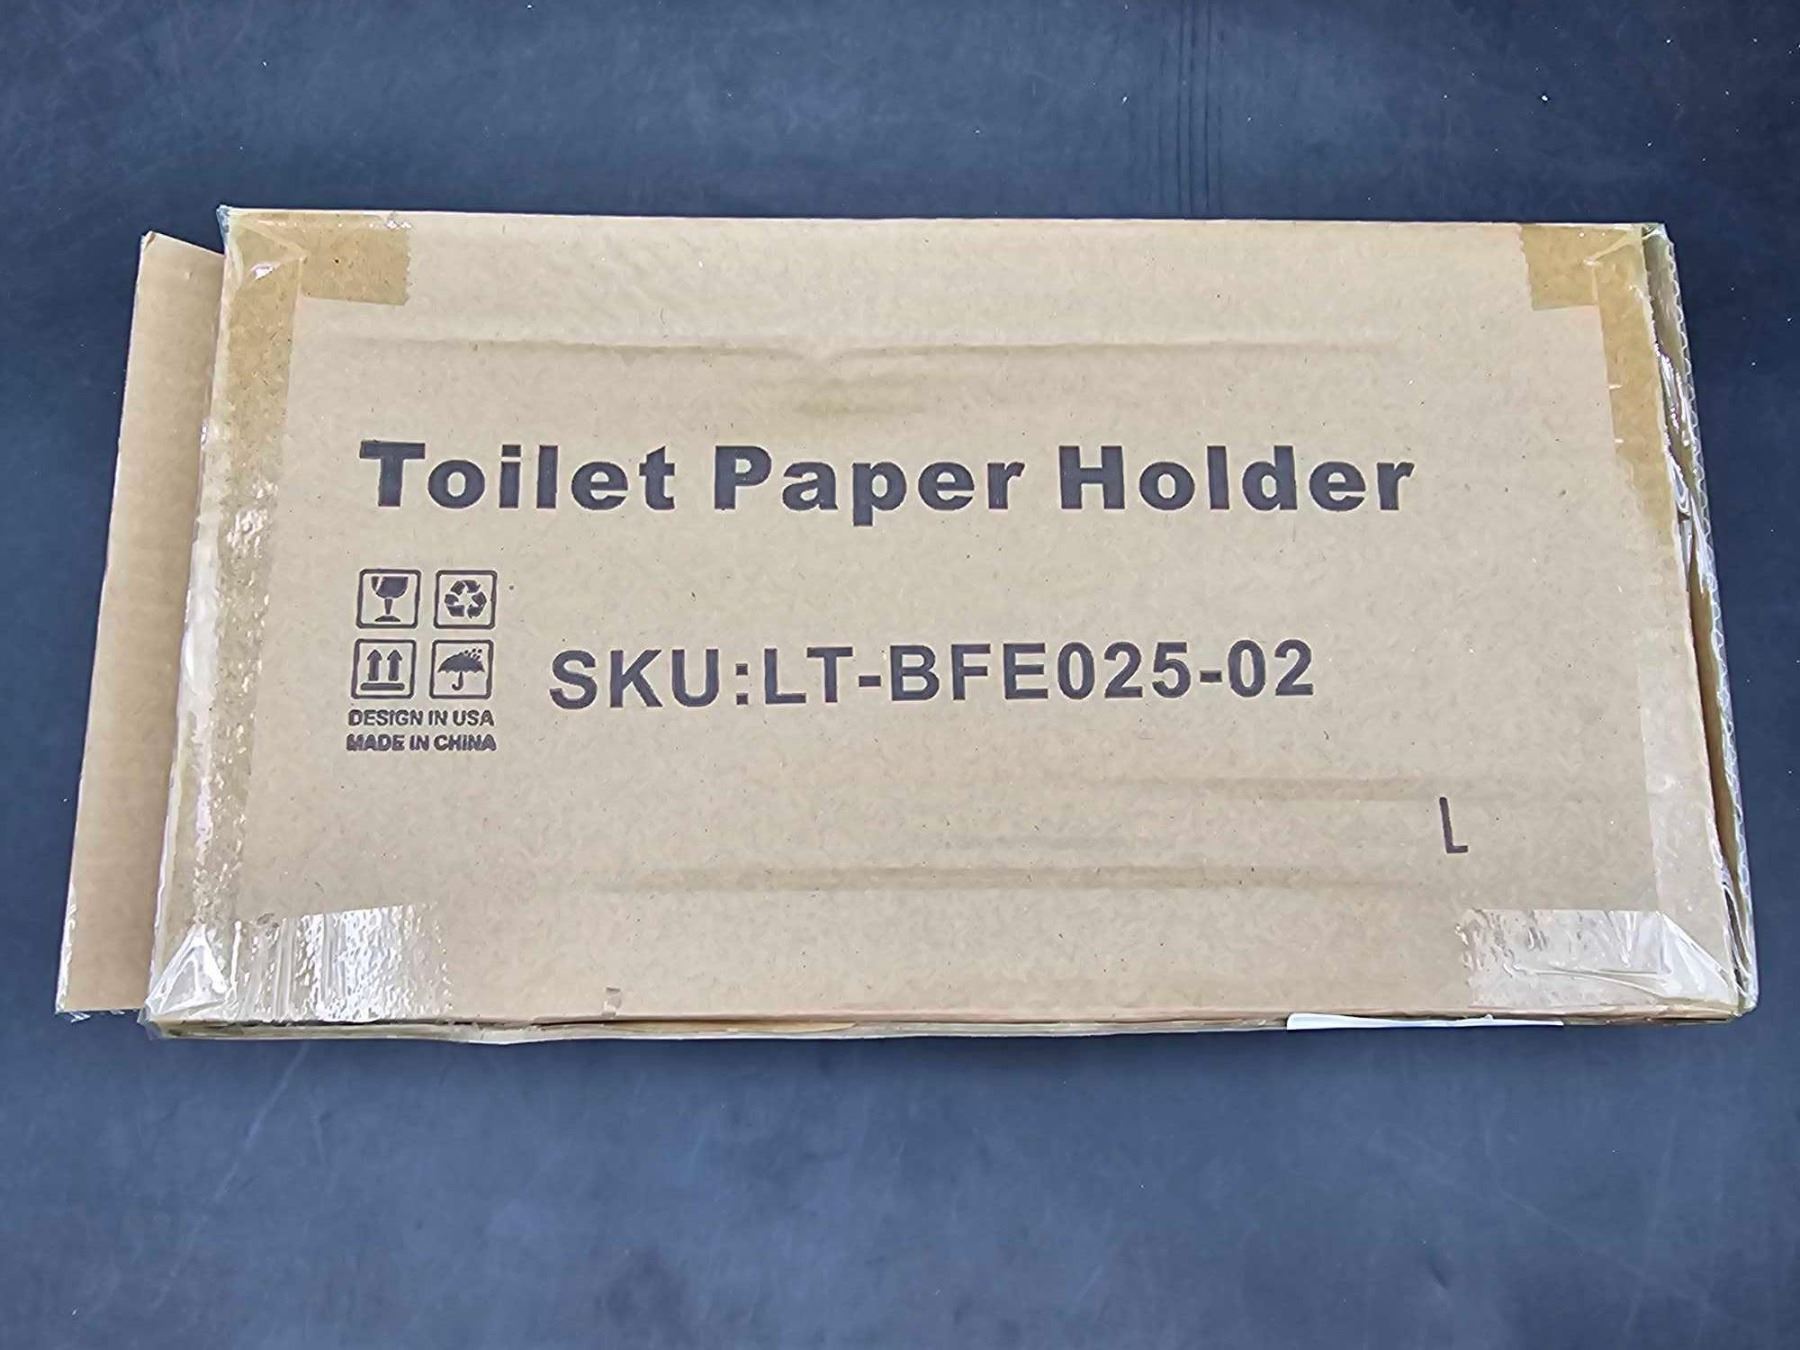 Toilet Paper Holder
SKU:LT-BFE025-02
DESIGN IN USA
MADE IN CHINA
L